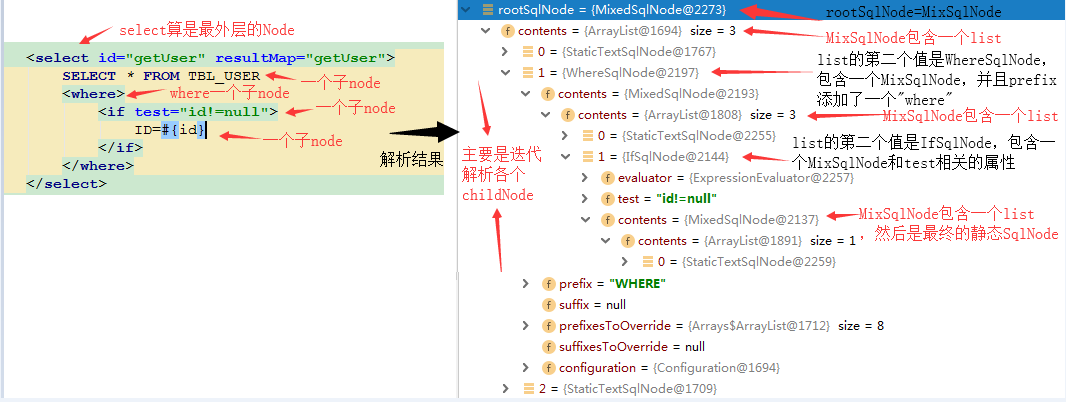 select算是最外层的Node
<select id="getUser" resultMap="getUser">
SELECT * FROM TBL_USER
一个子node
<where>
where一个子node
一个子node
<if test="id!=null">
ID=#{id}
一个子node
</if>
</where>
</select>
解析结果
主要是迭代
解析各个
childNode
rootSqlNode = {MixedSqlNode@2273}
rootSqlNode=MixSqlNode
contents = {ArrayList@1694} size = 3
MixSqlNode包含一个list
0 = {StaticTextSqlNode@1767}
list的第二个值是WhereSqlNode,
1 = {WhereSqlNode@2197}
包含一个MixSqlNode，并且prefix
添加了一个"where"
contents = {MixedSqlNode@2193}
contents = {ArrayList@1808} size = 3
MixSqlNode包含一个list
0 = {StaticTextSqlNode@2255}
list的第二个值是IfSqlNode，包含一
1 = {IfSqlNode@2144}
个MixSqlNode和test相关的属性
evaluator = {ExpressionEvaluator@2257}
test = "id!=null"
contents = {MixedSqlNode@2137}
MixSqlNode包含一个list
，然后是最终的静态SqlNode
contents = {ArrayList@1891} size = 1
0 = {StaticTextSqlNode@2259}
prefix = "WHERE"
suffix = null
prefixesToOverride = {Arrays$ArrayList@1712} size = 8
suffixesToOverride = null
configuration = {Configuration@1694}
2 = {StaticTextSqlNode@1709}